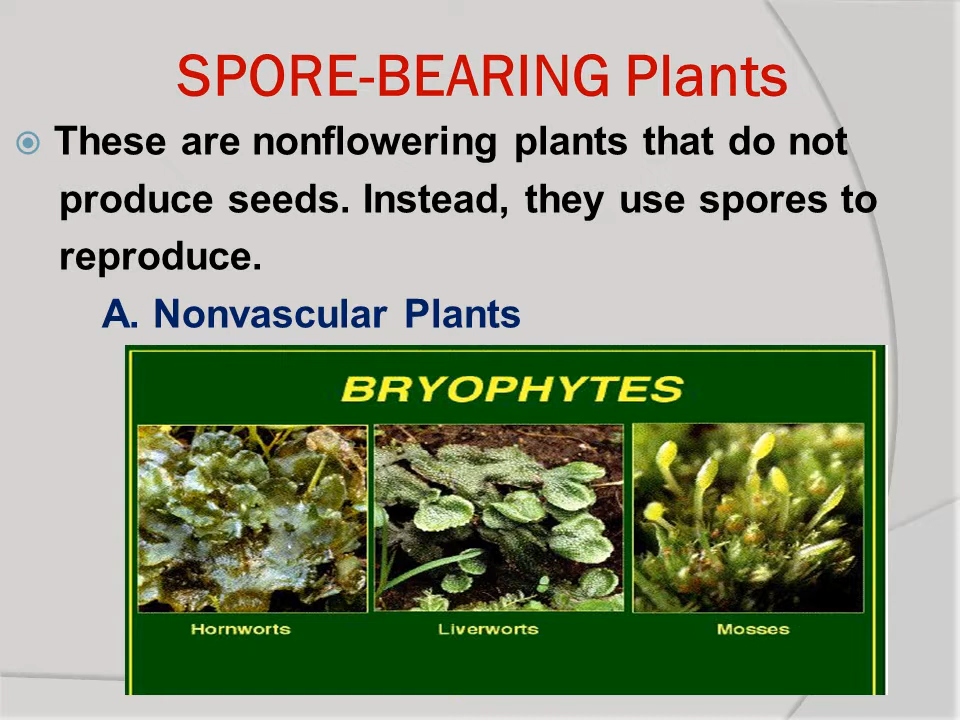 SPORE-BEARING Plants
These are nonflowering plants that do not
produce seeds. Instead, they use spores to
reproduce.
A. Nonvascular Plants
BRYOPHYTES
Hornworts Liverworts Mosses